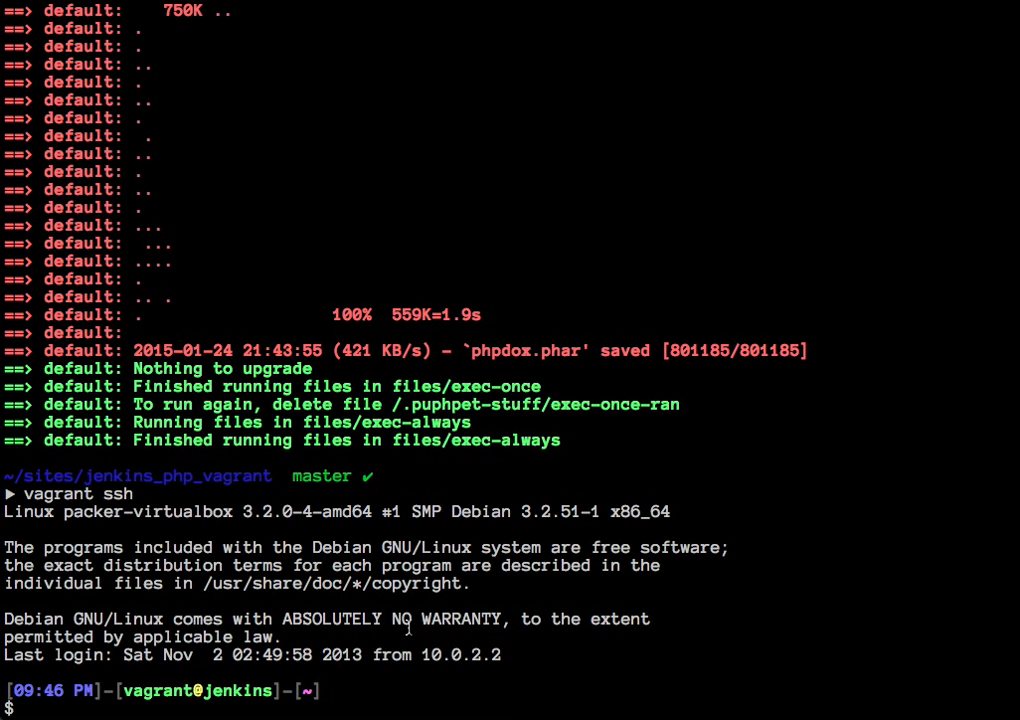 ==> default:    750K ..
==> default: .
==> default: .
==> default: ..
==> default: .
==> default: ..
==> default: .
==> default:  .
==> default: ..
==> default: .
==> default: ..
==> default: .
==> default: ...
==> default:  ...
==> default: ....
==> default: .
==> default: .. .
==> default: .                   100%  559K=1.9s
==> default:
==> default: 2015-01-24 21:43:55 (421 KB/s) - `phpdox.phar' saved [801185/801185]
==> default: Nothing to upgrade
==> default: Finished running files in files/exec-once
==> default: To run again, delete file /.puphpet-stuff/exec-once-ran
==> default: Running files in files/exec-always
==> default: Finished running files in files/exec-always
~/sites/jenkins_php_vagrant  master ✔
▶ vagrant ssh
Linux packer-virtualbox 3.2.0-4-amd64 #1 SMP Debian 3.2.51-1 x86_64
The programs included with the Debian GNU/Linux system are free software;
the exact distribution terms for each program are described in the
individual files in /usr/share/doc/*/copyright.
Debian GNU/Linux comes with ABSOLUTELY NO WARRANTY, to the extent
permitted by applicable law.
Last login: Sat Nov  2 02:49:58 2013 from 10.0.2.2
[09:46 PM]-[vagrant@jenkins]-[~]
$